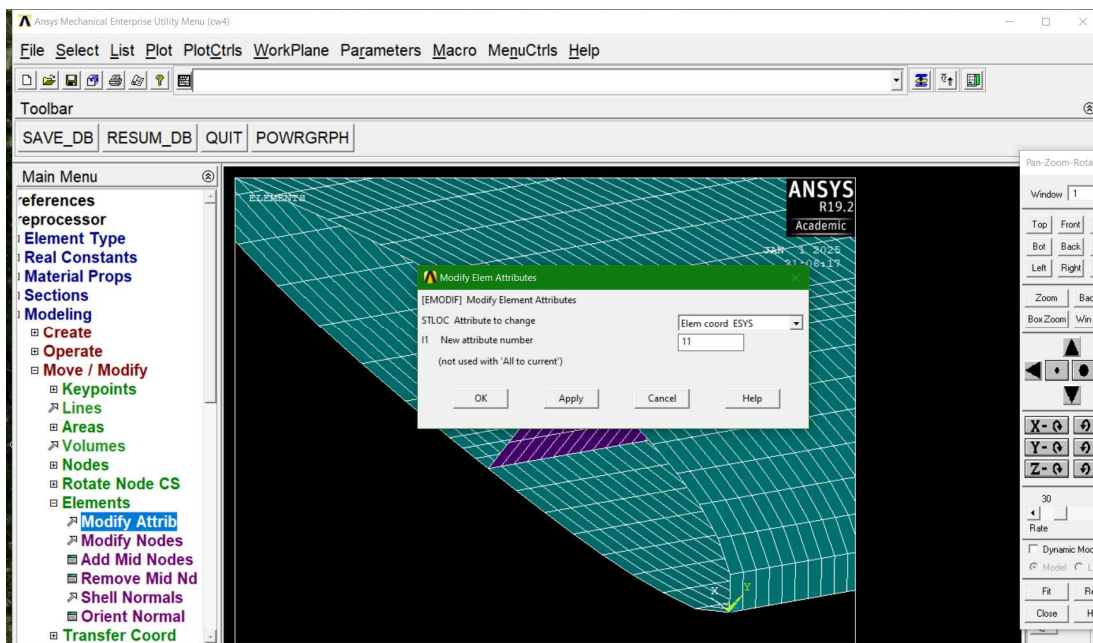 Ansys Mechanical Enterprise Utility Menu (cw4)
File Select List Plot PlotCtrls WorkPlane Parameters Macro MenuCtrls Help
Toolbar
SAVE_DB RESUM_DB QUIT POWRGRPH
Main Menu
references
reprocessor
Element Type
Real Constants
Material Props
Sections
Modeling
Create
Operate
Move / Modify
Keypoints
Lines
Areas
Volumes
Nodes
Rotate Node CS
Elements
Modify Attrib
Modify Nodes
Add Mid Nodes
Remove Mid Nd
Shell Normals
Orient Normal
Transfer Coord
ELEMENTS
ANSYS
R19.2
Academic
JAN 3 2025
21:06:17
Modify Elem Attributes
[EMODIF] Modify Element Attributes
STLOC Attribute to change
Elem coord ESYS
I1 New attribute number
11
(not used with 'All to current')
OK Apply Cancel Help
X Y
Pan-Zoom-Rota
Window 1
Top Front
Bot Back
Left Right
Zoom Bac
Box Zoom Win
X-
Y-
Z-
30
Rate
Dynamic Mod
Model L
Fit Re
Close H